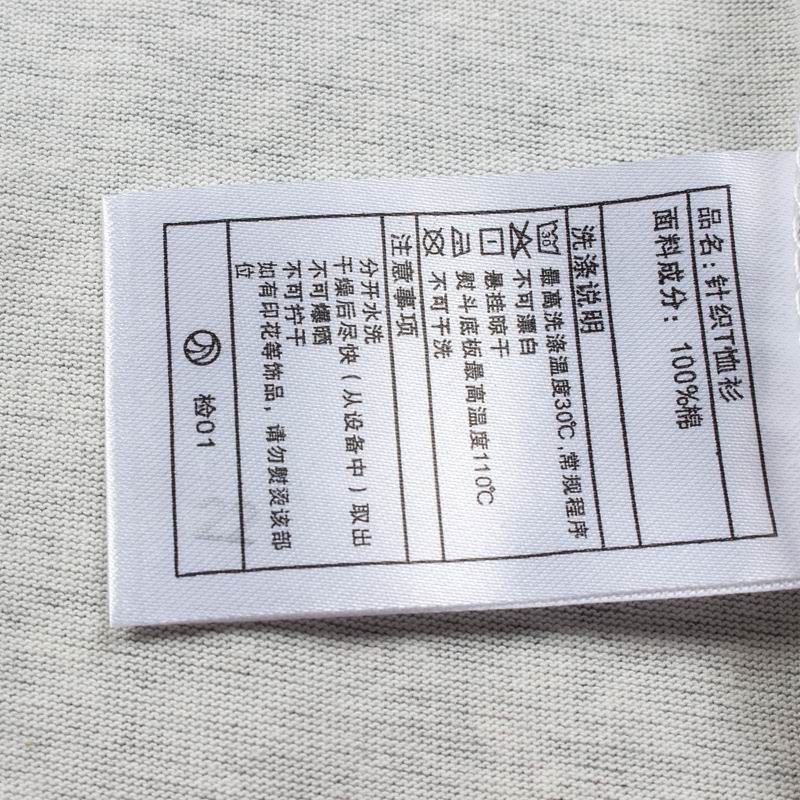 品名:针织T恤衫
面料成分: 100%棉
洗涤说明
30 最高洗涤温度30℃,常规程序
不可漂白
悬挂晾干
熨斗底板最高温度110℃
不可干洗
注意事项
分开水洗
干燥后尽快(从设备中)取出
不可爆晒
不可拧干
如有印花等饰品，请勿熨烫该部
位
检01